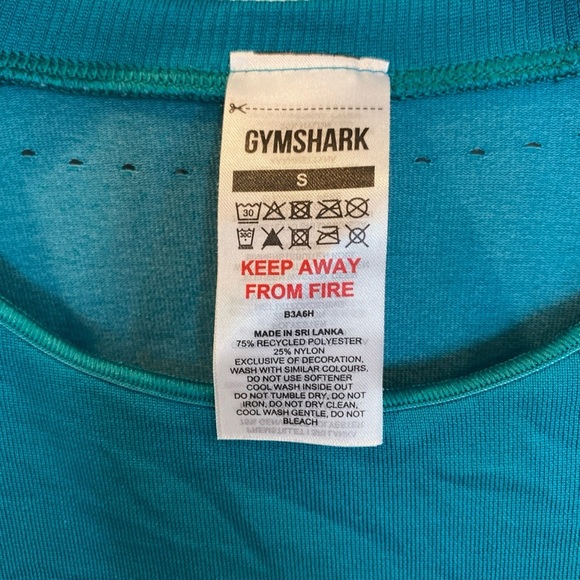 GYMSHARK
S
30
30C
KEEP AWAY
FROM FIRE
B3A6H
MADE IN SRI LANKA
75% RECYCLED POLYESTER
25% NYLON
EXCLUSIVE OF DECORATION,
WASH WITH SIMILAR COLOURS,
DO NOT USE SOFTENER
COOL WASH INSIDE OUT
DO NOT TUMBLE DRY, DO NOT
IRON, DO NOT DRY CLEAN,
COOL WASH GENTLE, DO NOT
BLEACH